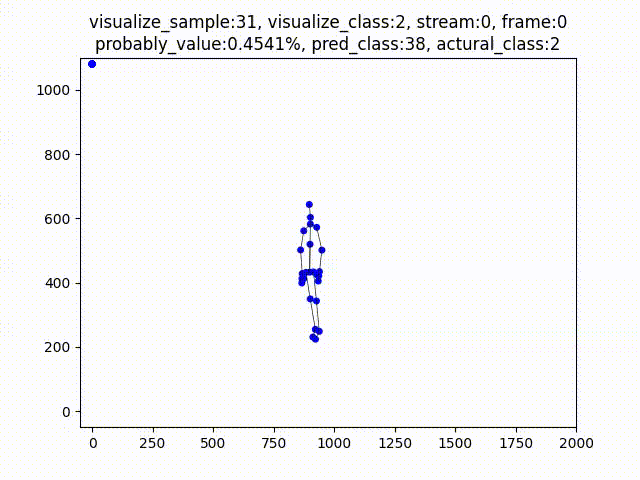 visualize_sample:31, visualize_class:2, stream:0, frame:0
probably_value:0.4541%, pred_class:38, actural_class:2
1000
800
600
400
200
0
0 250 500 750 1000 1250 1500 1750 2000